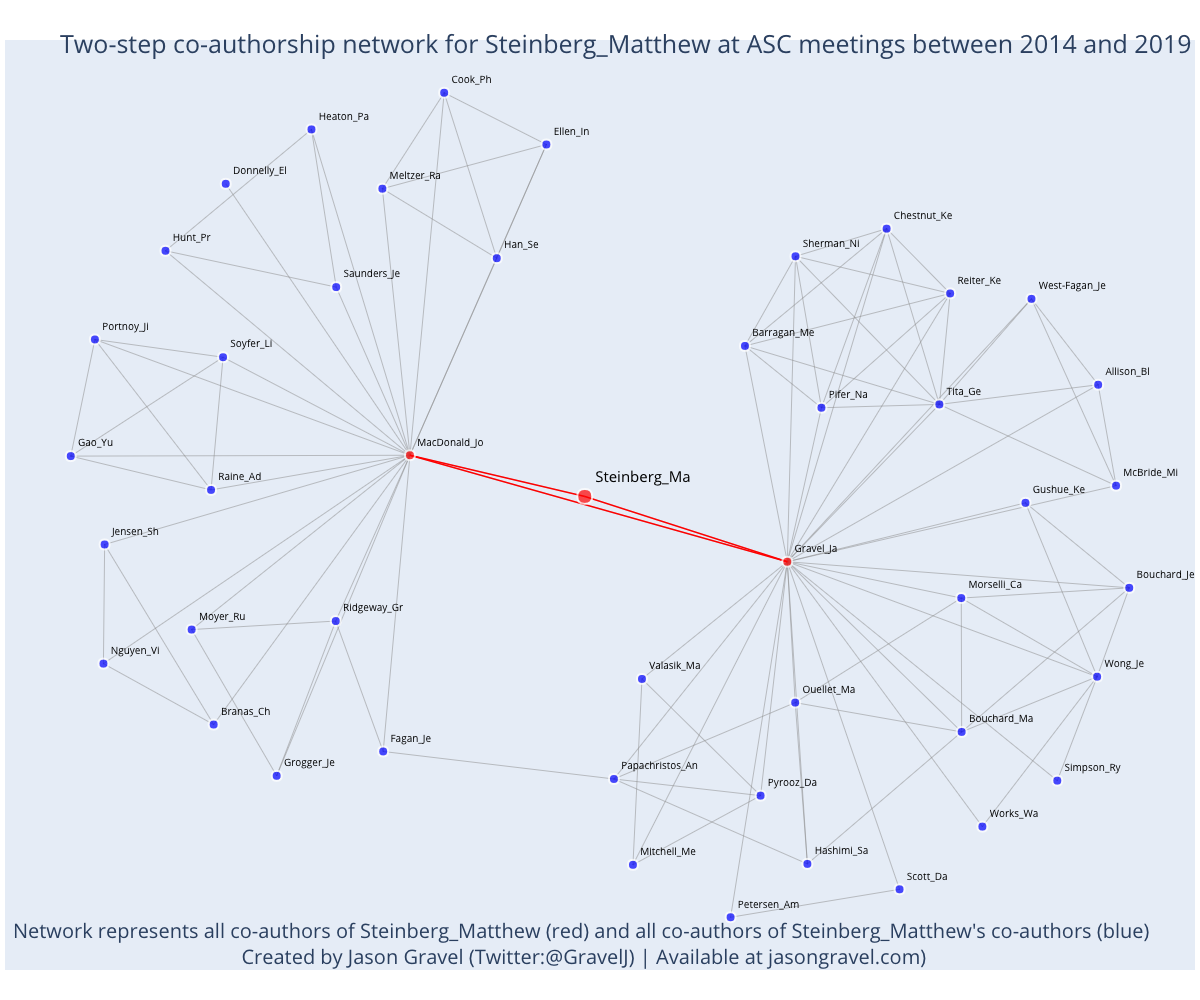 Two-step co-authorship network for Steinberg_Matthew at ASC meetings between 2014 and 2019
Cook_Ph
Heaton_Pa
Ellen_In
Donnelly_El
Meltzer_Ra
Chestnut_Ke
Hunt_Pr
Han_Se
Sherman_Ni
Saunders_Je
Reiter_Ke
West-Fagan_Je
Portnoy_Ji
Soyfer_Li
Barragan_Me
Allison_Bl
Pifer_Na
Tita_Ge
Gao_Yu
MacDonald_Jo
Raine_Ad
Steinberg_Ma
McBride_Mi
Gushue_Ke
Jensen_Sh
Gravel_Ja
Bouchard_Je
Morselli_Ca
Moyer_Ru
Ridgeway_Gr
Nguyen_Vi
Valasik_Ma
Wong_Je
Ouellet_Ma
Branas_Ch
Bouchard_Ma
Fagan_Je
Grogger_Je
Papachristos_An
Simpson_Ry
Pyrooz_Da
Works_Wa
Mitchell_Me
Hashimi_Sa
Scott_Da
Petersen_Am
Network represents all co-authors of Steinberg_Matthew (red) and all co-authors of Steinberg_Matthew's co-authors (blue)
Created by Jason Gravel (Twitter:@GravelJ) | Available at jasongravel.com)